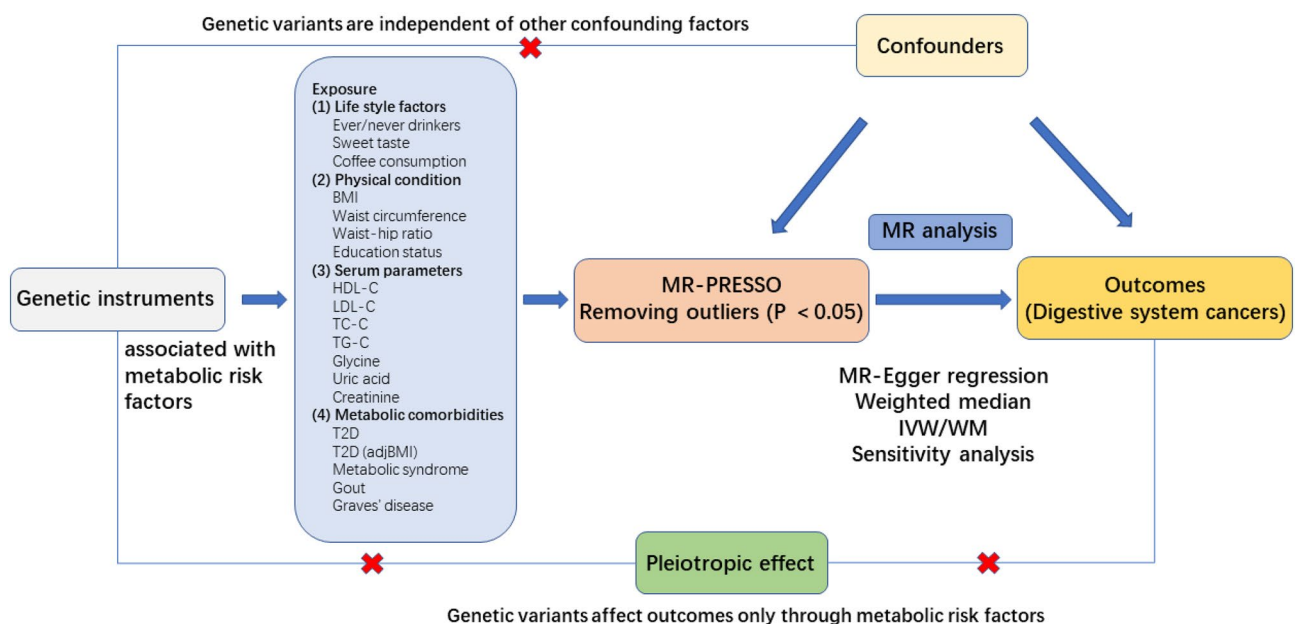 Genetic variants are independent of other confounding factors
Confounders
Exposure
(1) Life style factors
Ever/never drinkers
Sweet taste
Coffee consumption
(2) Physical condition
BMI
Waist circumference
Waist-hip ratio
Education status
(3) Serum parameters
HDL-C
LDL-C
TC-C
TG-C
Glycine
Uric acid
Creatinine
(4) Metabolic comorbidities
T2D
T2D (adjBMI)
Metabolic syndrome
Gout
Graves' disease
Genetic instruments
associated with
metabolic risk
factors
MR-PRESSO
Removing outliers (P < 0.05)
MR analysis
Outcomes
(Digestive system cancers)
MR-Egger regression
Weighted median
IVW/WM
Sensitivity analysis
Pleiotropic effect
Genetic variants affect outcomes only through metabolic risk factors